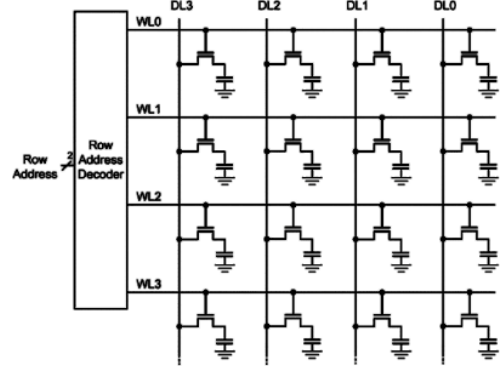 DL3 DL2 DL1 DL0
WL0
WL1
Row
Address
2
Row
Address
Decoder
WL2
WL3